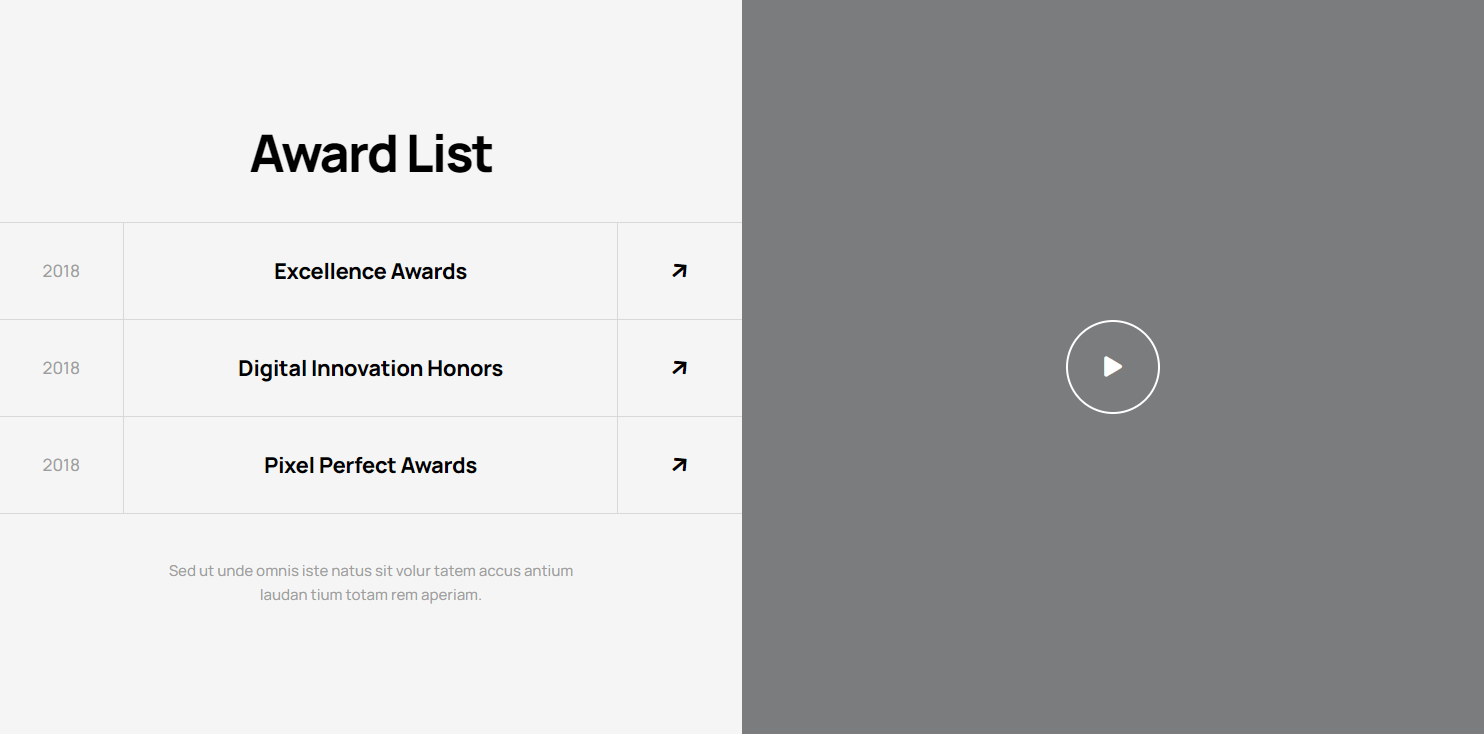 Award List
2018
Excellence Awards
2018
Digital Innovation Honors
2018
Pixel Perfect Awards
Sed ut unde omnis iste natus sit volur tatem accus antium
laudan tium totam rem aperiam.